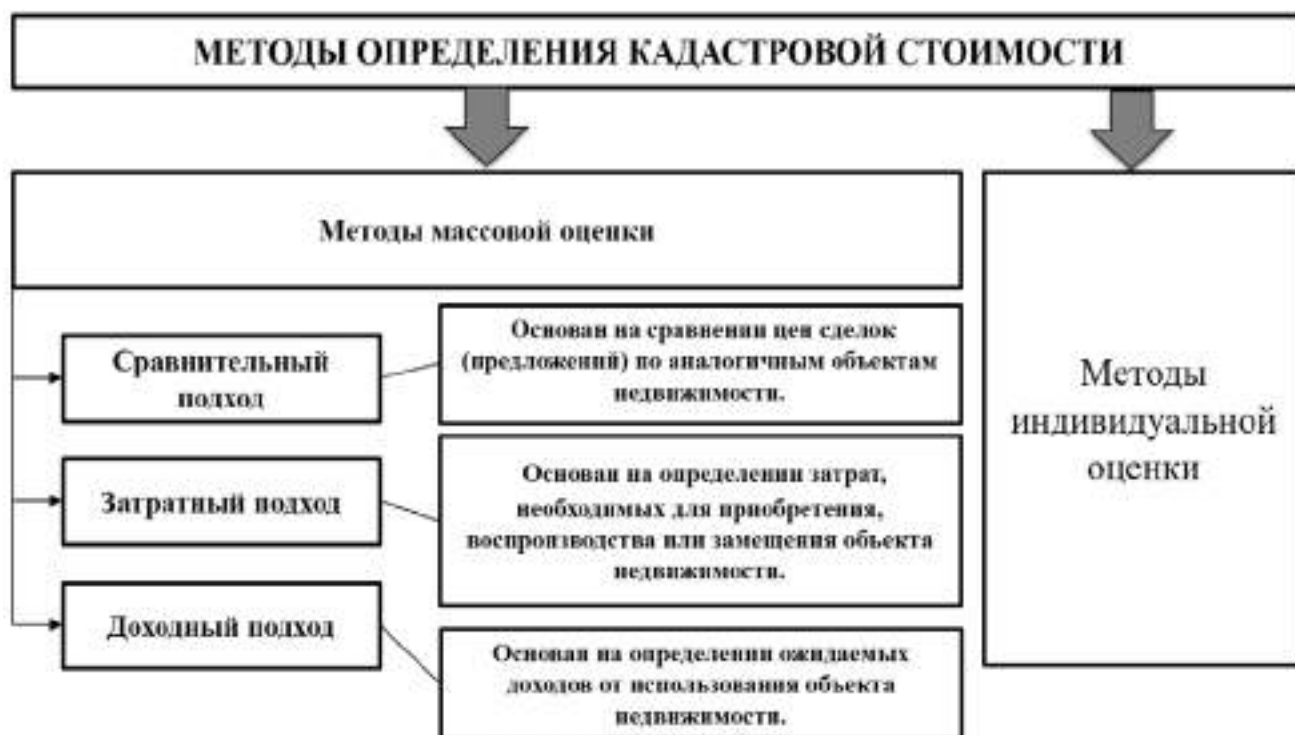 МЕТОДЫ ОПРЕДЕЛЕНИЯ КАДАСТРОВОЙ СТОИМОСТИ
Методы массовой оценки
Сравнительный
подход
Основан на сравнении цен сделок
(предложений) по аналогичным объектам
недвижимости.
Затратный подход
Основан на определении затрат,
необходимых для приобретения,
воспроизводства или замещения объекта
недвижимости.
Доходный подход
Основан на определении ожидаемых
доходов от использования объекта
недвижимости.
Методы
индивидуальной
оценки